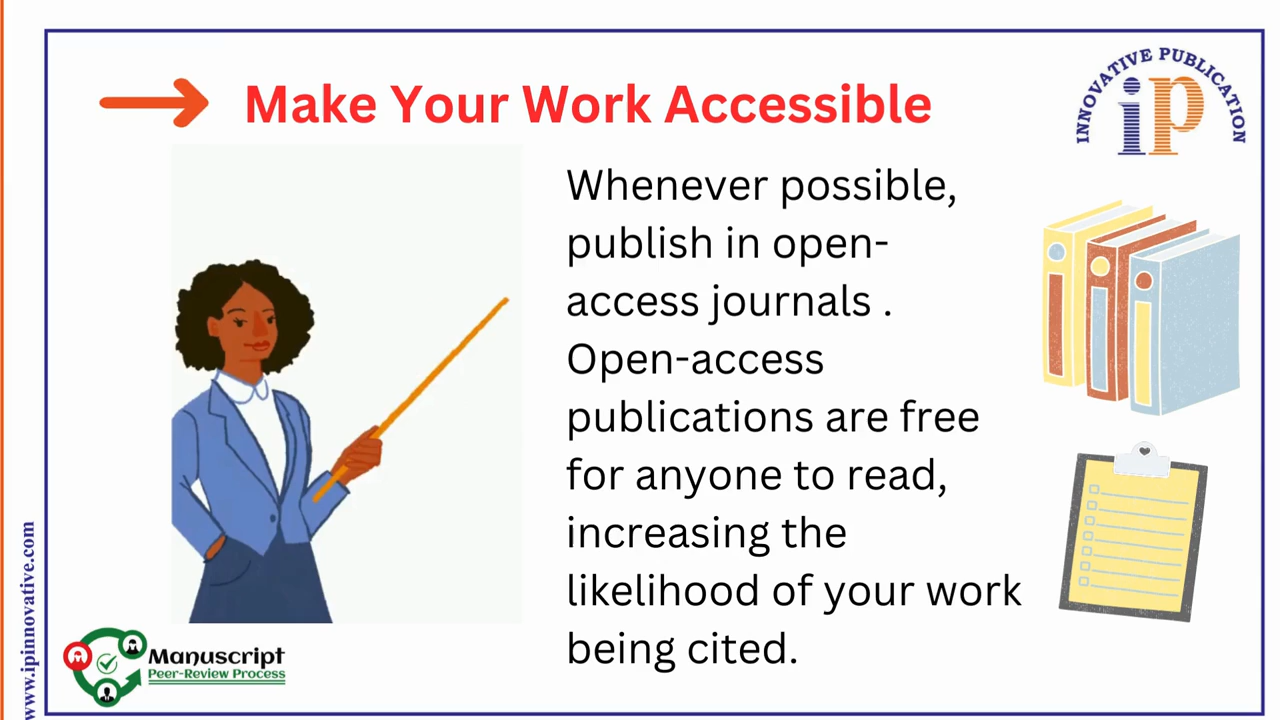 Make Your Work Accessible
INNOVATIVE PUBLICATION
ip
Whenever possible,
publish in open-
access journals .
Open-access
publications are free
for anyone to read,
increasing the
likelihood of your work
being cited.
www.ipinnovative.com
Manuscript
Peer-Review Process